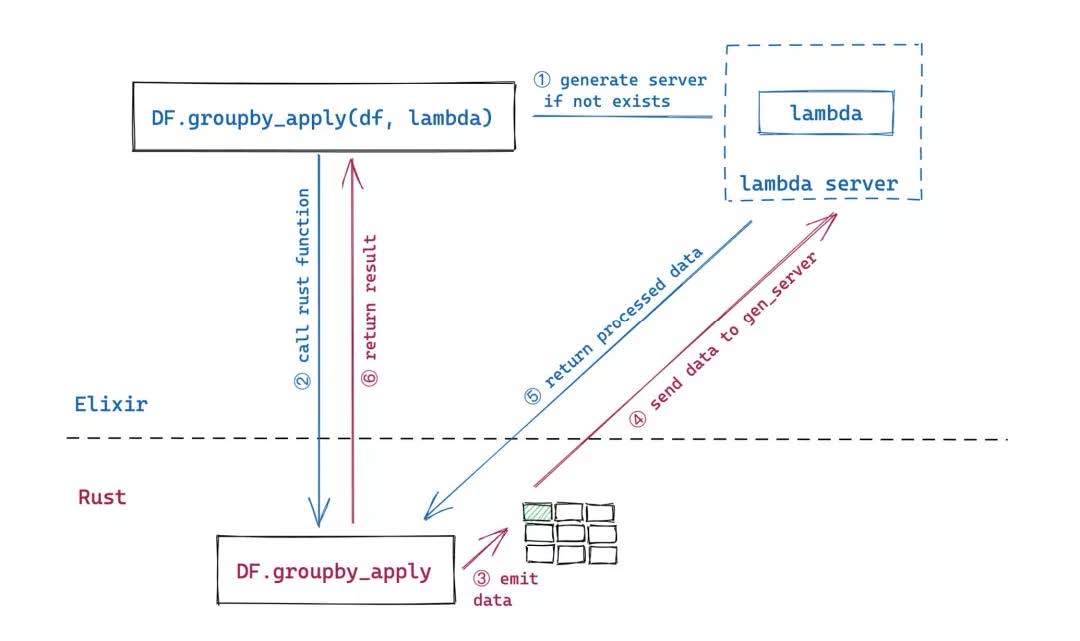 ① generate server
if not exists
DF.groupby_apply(df, lambda)
lambda
lambda server
② call rust function
⑥ return result
⑤ return processed data
④ send data to gen_server
Elixir
Rust
DF.groupby_apply
③ emit
data